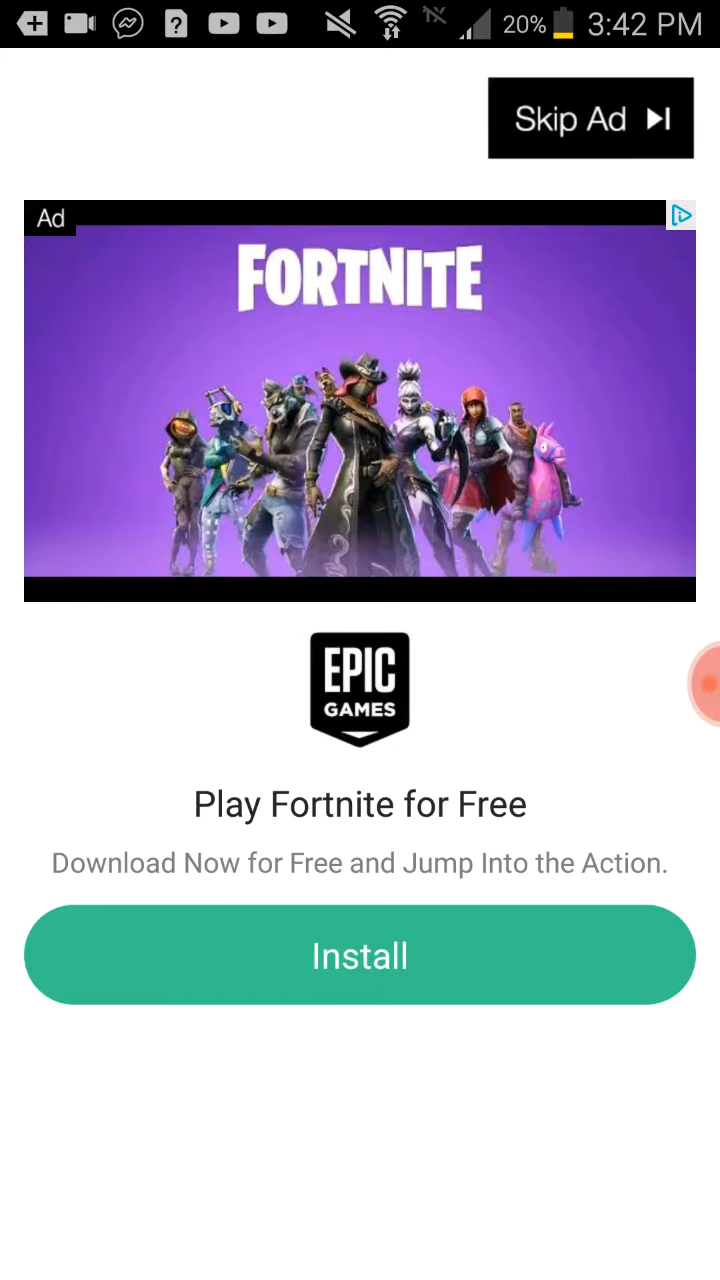 20% 3:42 PM
Skip Ad
Ad
FORTNITE
EPIC
GAMES
Play Fortnite for Free
Download Now for Free and Jump Into the Action.
Install